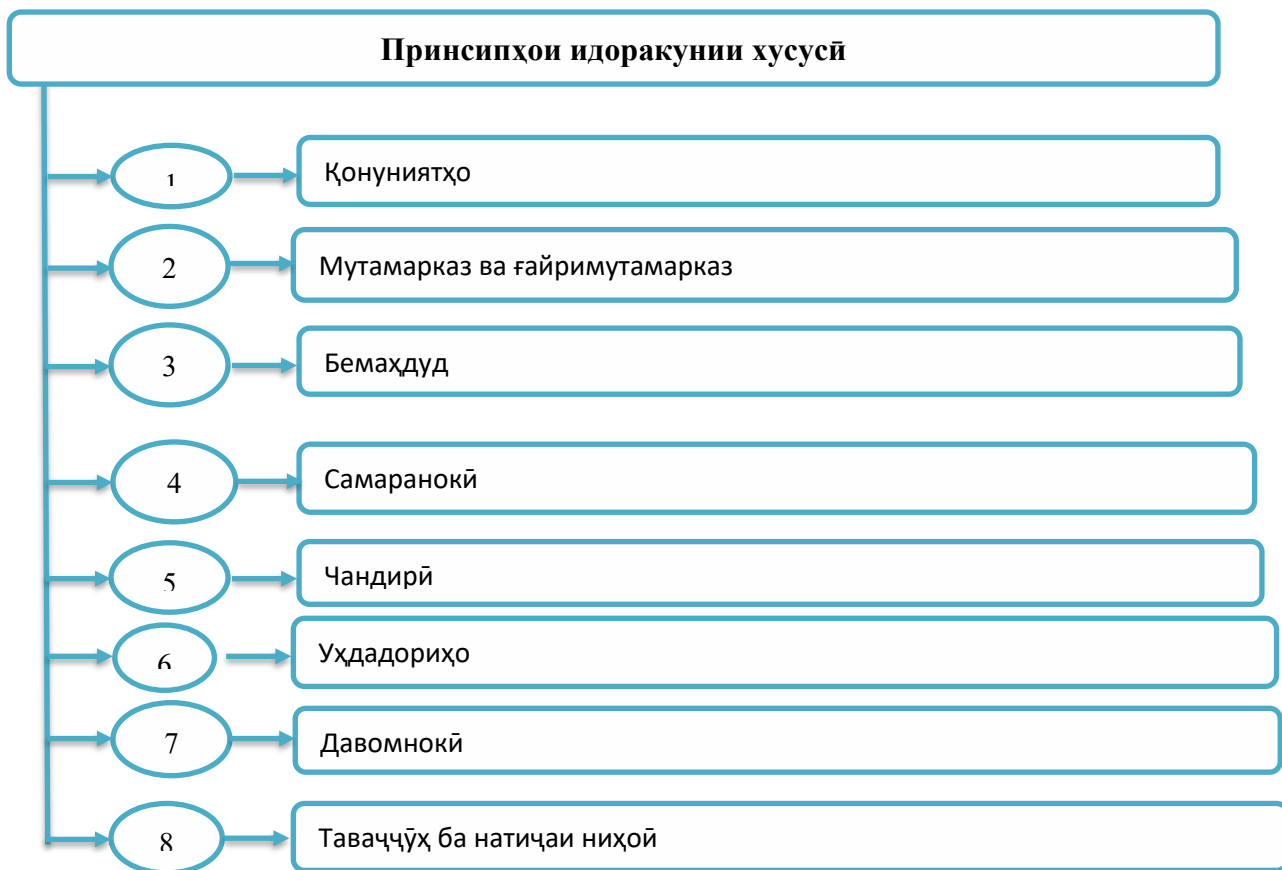 Принсипҳои идоракунии хусусӣ
1 Қонуниятҳо
2 Мутамарказ ва ғайримутамарказ
3 Бемаҳдуд
4 Самаранокӣ
5 Чандирӣ
6 Уҳдадориҳо
7 Давомнокӣ
8 Таваҷҷӯҳ ба натиҷаи ниҳоӣ